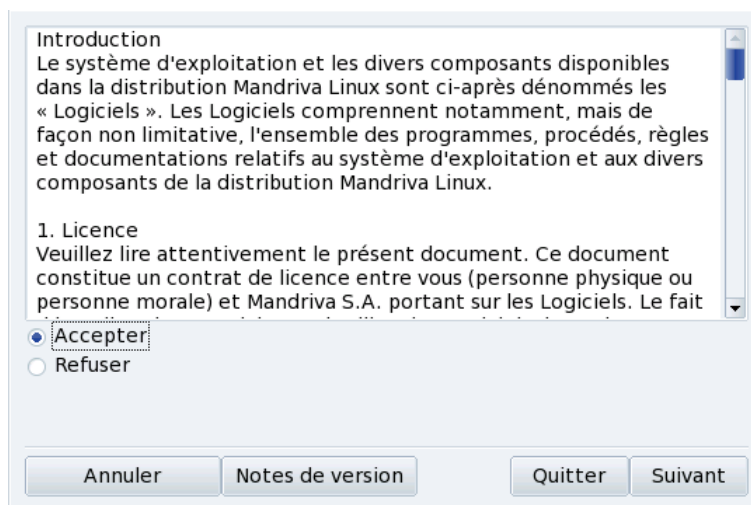 Introduction
Le système d'exploitation et les divers composants disponibles
dans la distribution Mandriva Linux sont ci-après dénommés les
« Logiciels ». Les Logiciels comprennent notamment, mais de
façon non limitative, l'ensemble des programmes, procédés, règles
et documentations relatifs au système d'exploitation et aux divers
composants de la distribution Mandriva Linux.
1. Licence
Veuillez lire attentivement le présent document. Ce document
constitue un contrat de licence entre vous (personne physique ou
personne morale) et Mandriva S.A. portant sur les Logiciels. Le fait
Accepter
Refuser
Annuler
Notes de version
Quitter
Suivant